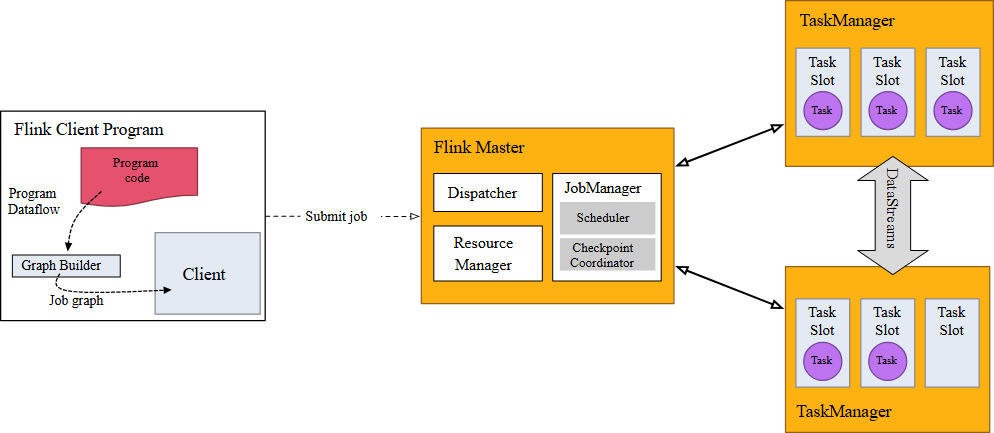 Flink Client Program
Program
code
Program
Dataflow
Graph Builder
Job graph
Client
Submit job
Flink Master
Dispatcher
Resource
Manager
JobManager
Scheduler
Checkpoint
Coordinator
TaskManager
Task
Slot
Task
Task
Slot
Task
Task
Slot
Task
DataStreams
Task
Slot
Task
Task
Slot
Task
Task
Slot
TaskManager